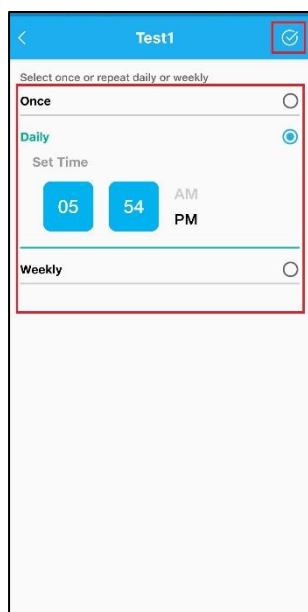 Test1
Select once or repeat daily or weekly
Once
Daily
Set Time
05 54 AM
PM
Weekly